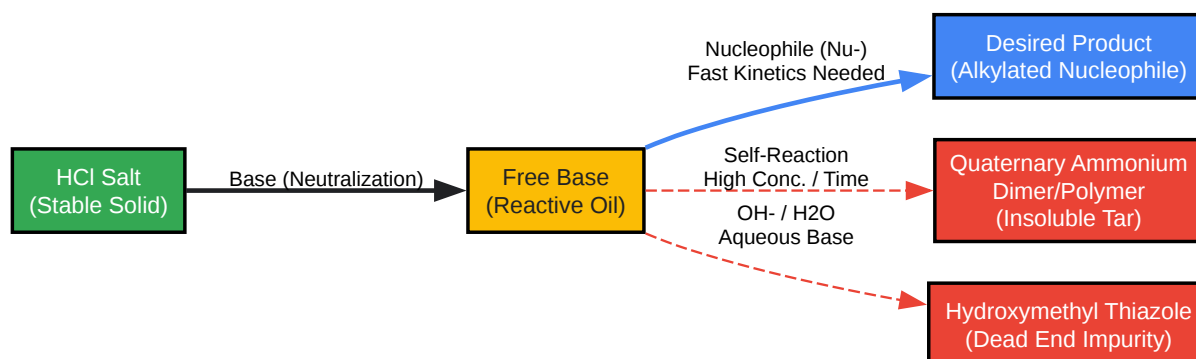 HCl Salt
(Stable Solid)
Base (Neutralization)
Free Base
(Reactive Oil)
Nucleophile (Nu-)
Fast Kinetics Needed
Desired Product
(Alkylated Nucleophile)
Self-Reaction
High Conc. / Time
Quaternary Ammonium
Dimer/Polymer
(Insoluble Tar)
OH- / H2O
Aqueous Base
Hydroxymethyl Thiazole
(Dead End Impurity)